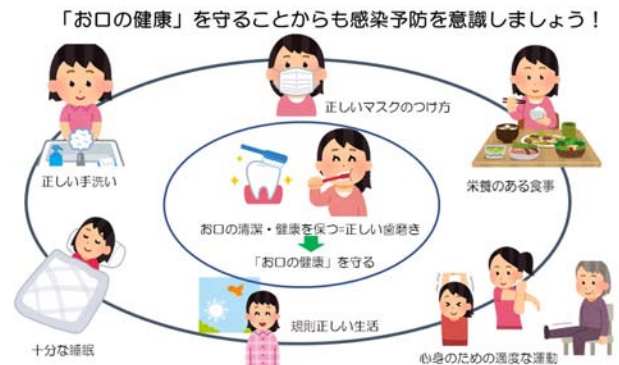 「お口の健康」を守ることからも感染予防を意識しましょう！
正しいマスクのつけ方
正しい手洗い
栄養のある食事
お口の清潔・健康を保つ=正しい歯磨き
「お口の健康」を守る
規則正しい生活
十分な睡眠
心身のための適度な運動